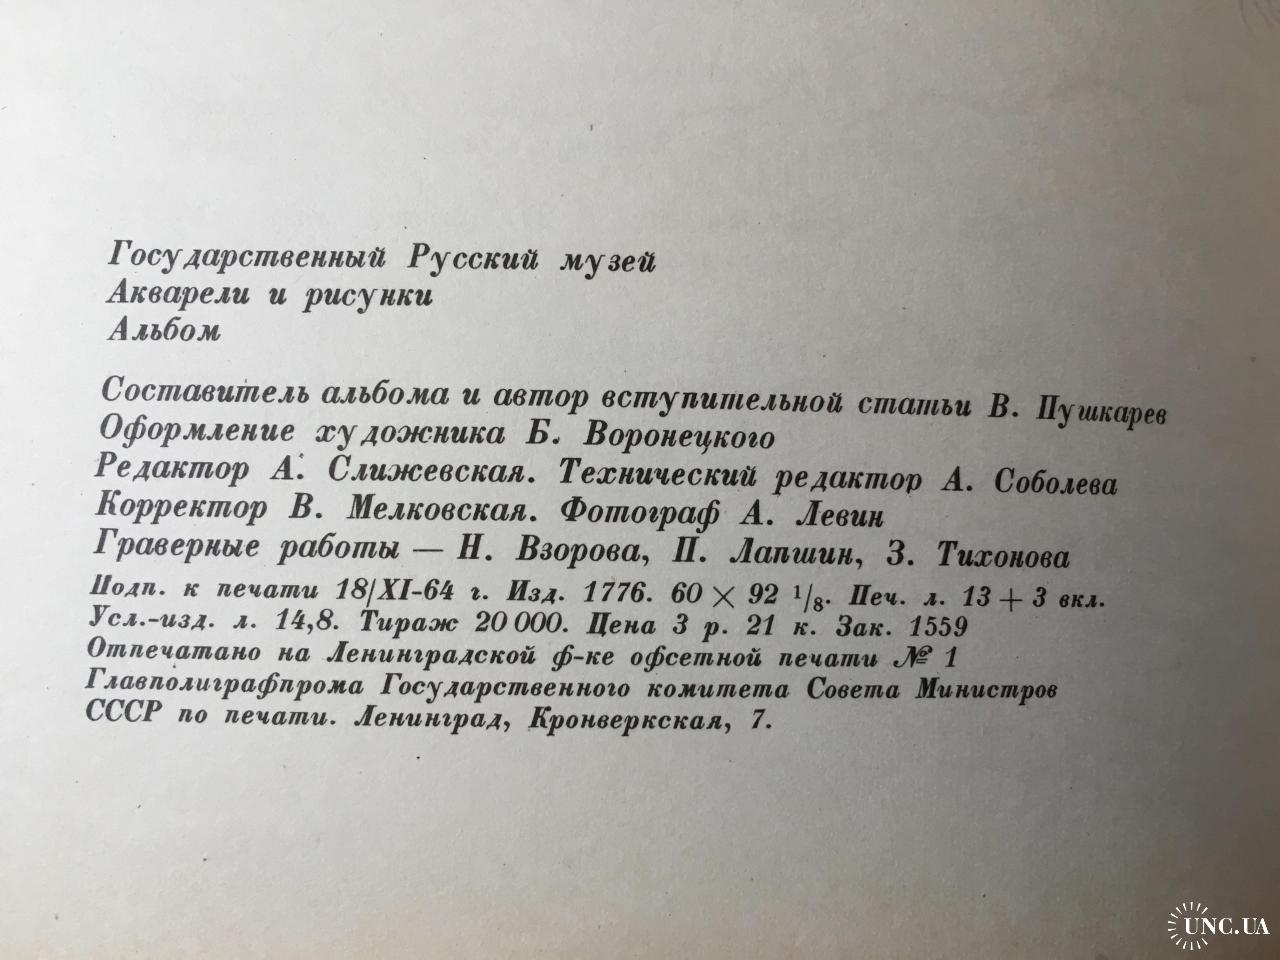 Государственный Русский музей
Акварели и рисунки
Альбом
Составитель альбома и автор вступительной статьи В. Пушкарев
Оформление художника Б. Воронецкого
Редактор А. Слижевская. Технический редактор А. Соболева
Корректор В. Мелковская. Фотограф А. Левин
Граверные работы — Н. Взорова, П. Лапшин, З. Тихонова
Подп. к печати 18/XI-64 г. Изд. 1776. 60 × 92 1/8. Печ. л. 13 + 3 вкл.
Усл.-изд. л. 14,8. Тираж 20 000. Цена 3 р. 21 к. Зак. 1559
Отпечатано на Ленинградской ф-ке офсетной печати № 1
Главполиграфпрома Государственного комитета Совета Министров
СССР по печати. Ленинград, Кронверкская, 7.
UNC.UA